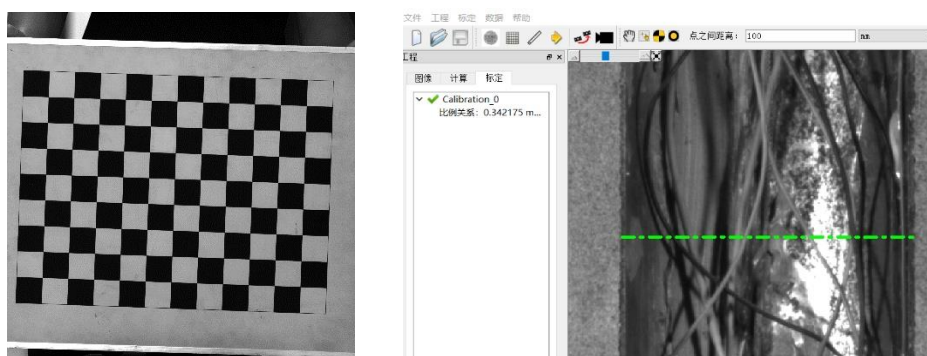 文件 工程 标定 数据 帮助
点之间距离： 100 mm
工程
图像 计算 标定
Calibration_0
比例关系：0.342175 m...